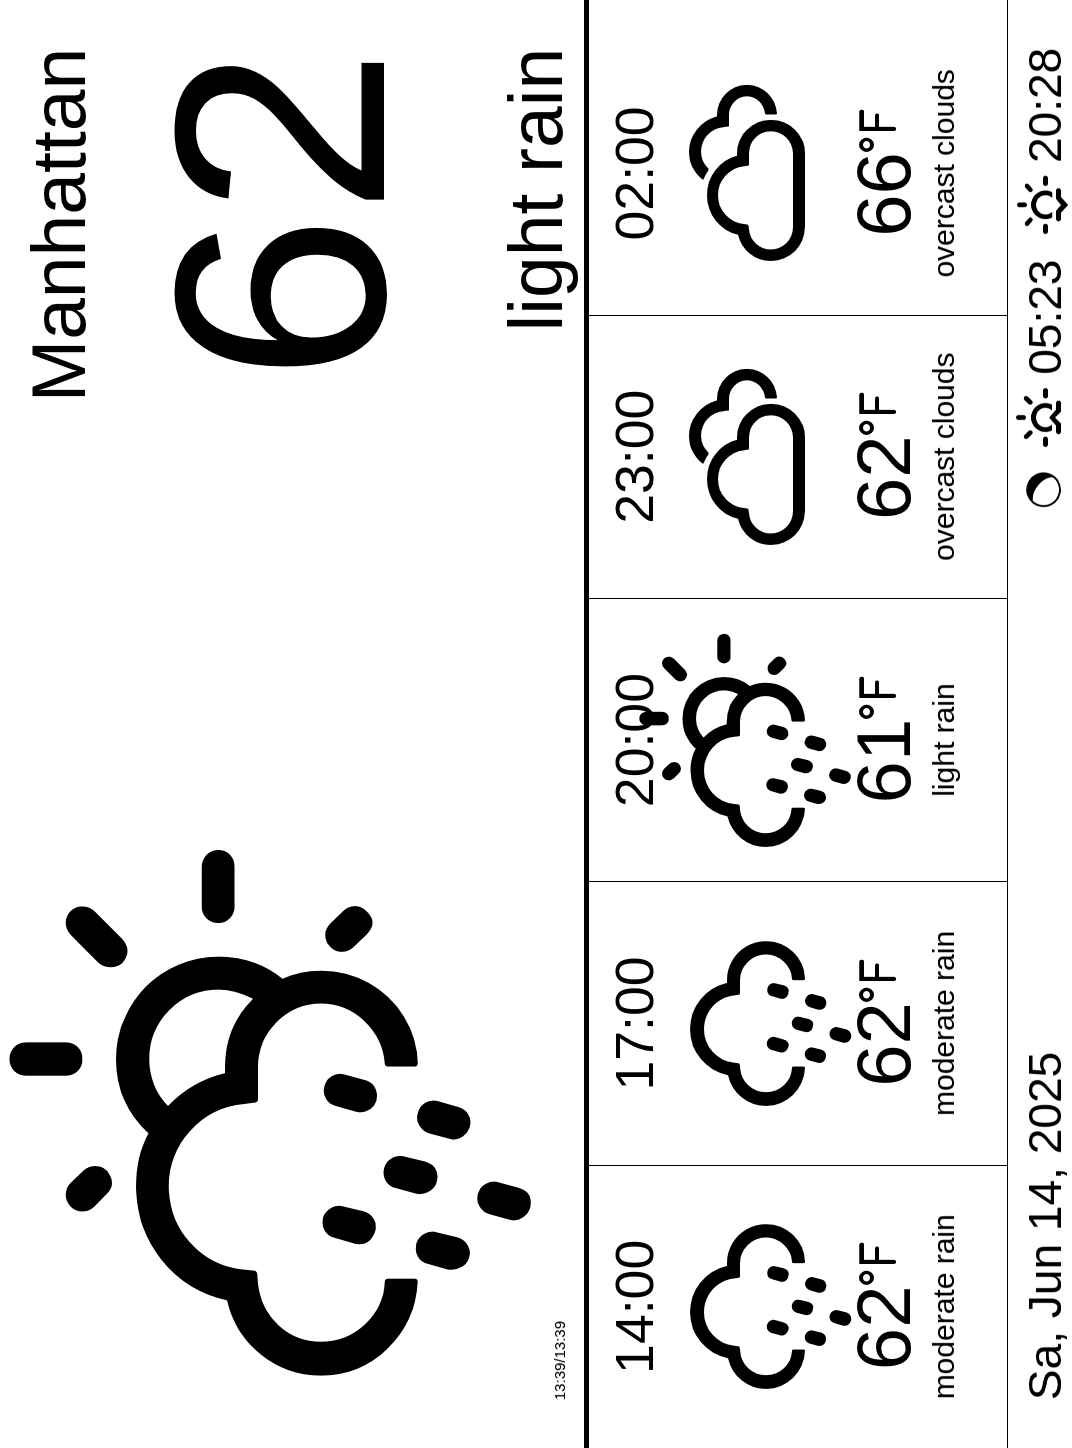 Manhattan
62
light rain
13:39/13:39
14:00
62°F
moderate rain
17:00
62°F
moderate rain
20:00
61°F
light rain
23:00
62°F
overcast clouds
02:00
66°F
overcast clouds
Sa, Jun 14, 2025
05:23
20:28